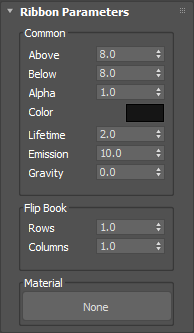 Ribbon Parameters
Common
Above 8.0
Below 8.0
Alpha 1.0
Color
Lifetime 2.0
Emission 10.0
Gravity 0.0
Flip Book
Rows 1.0
Columns 1.0
Material
None